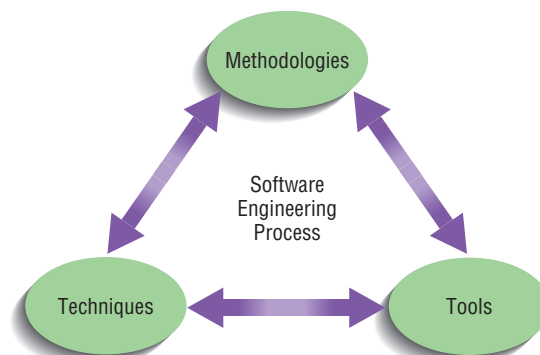 Methodologies
Software
Engineering
Process
Techniques
Tools